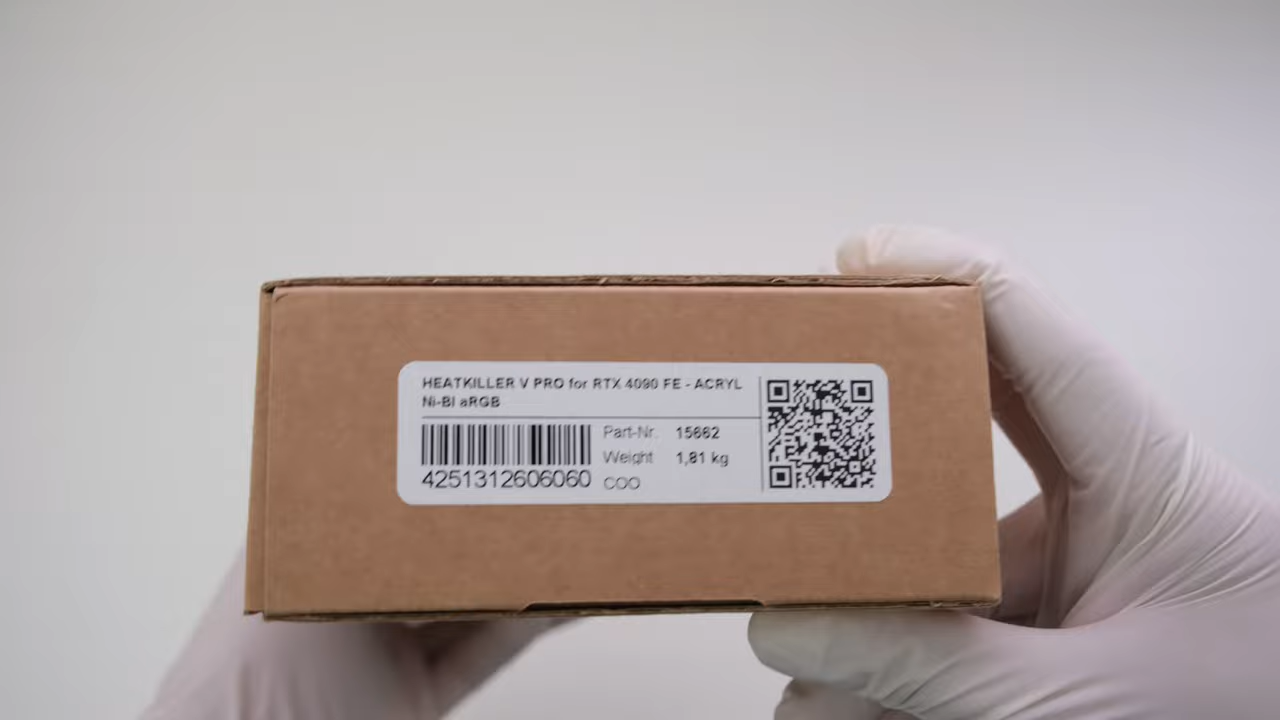 HEATKILLER V PRO for RTX 4090 FE - ACRYL
Ni-Bl aRGB
Part-Nr. 15662
Weight 1,81 kg
4251312606060
COO